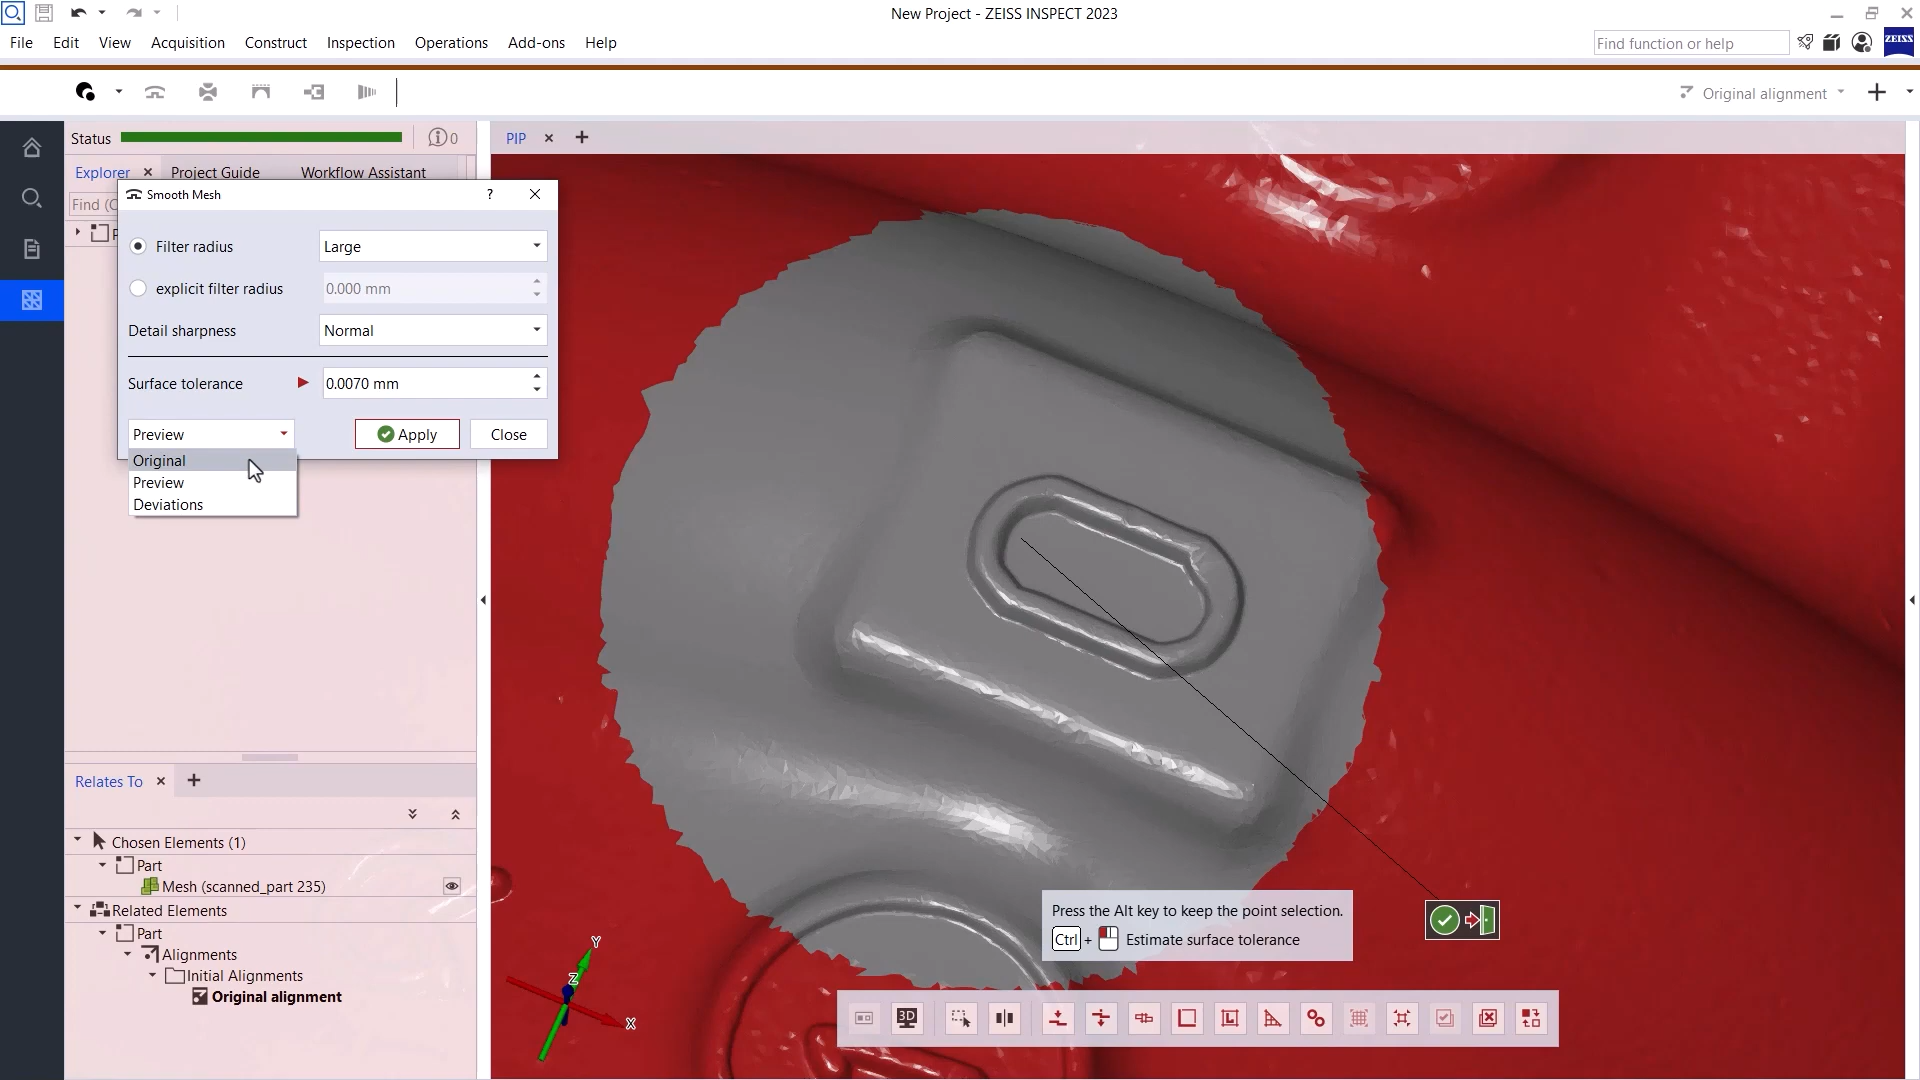 New Project - ZEISS INSPECT 2023
File Edit View Acquisition Construct Inspection Operations Add-ons Help
Find function or help
ZEISS
Original alignment
Status
0
PIP
Explorer Project Guide Workflow Assistant
Find (
P
Smooth Mesh
?
Filter radius Large
explicit filter radius 0.000 mm
Detail sharpness Normal
Surface tolerance 0.0070 mm
Preview Apply Close
Original
Preview
Deviations
Relates To
Chosen Elements (1)
Part
Mesh (scanned_part 235)
Related Elements
Part
Alignments
Initial Alignments
Original alignment
Y
Z
X
Press the Alt key to keep the point selection.
Ctrl + Estimate surface tolerance
3D